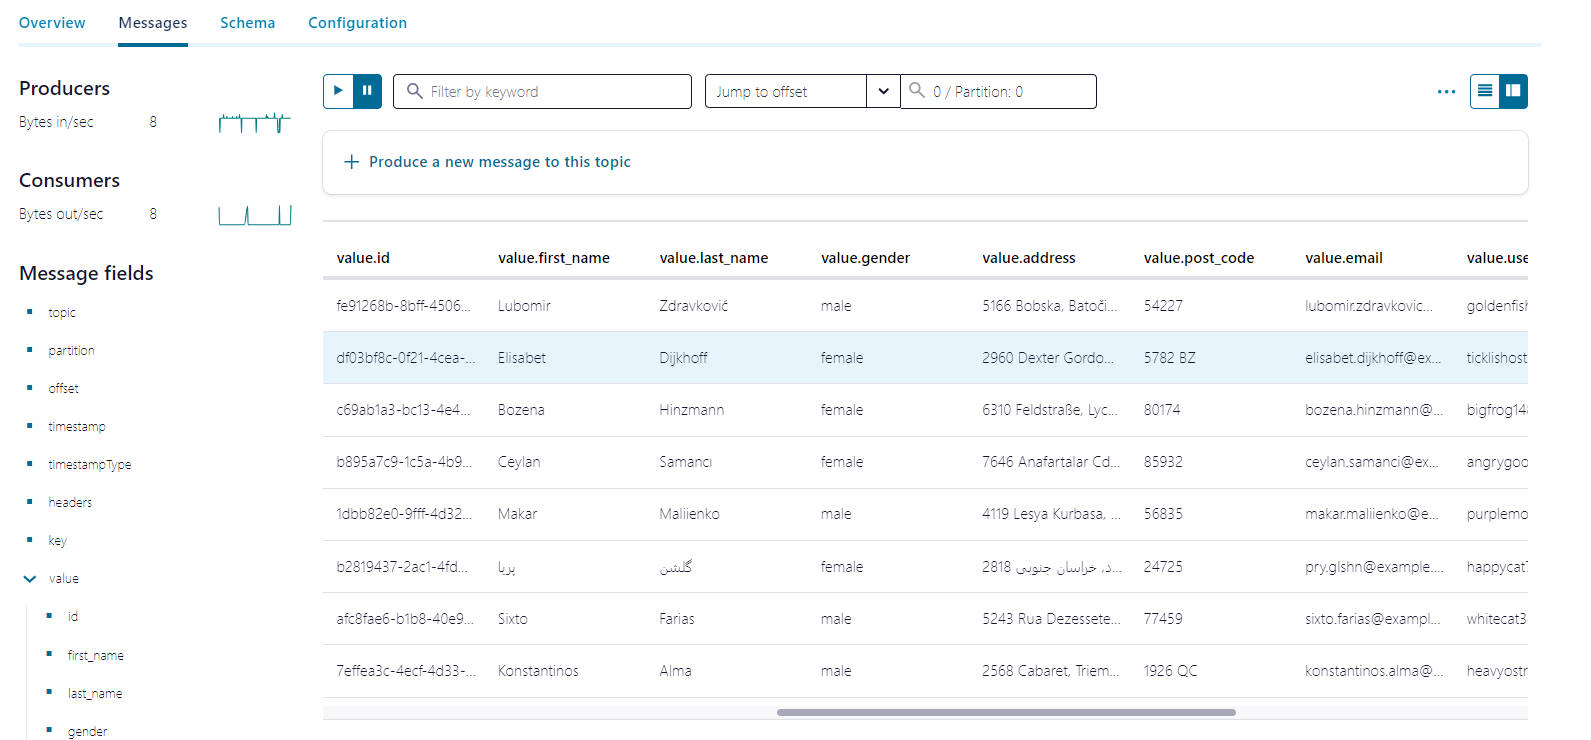 Overview Messages Schema Configuration
Producers
Bytes in/sec 8
Consumers
Bytes out/sec 8
Message fields
topic
partition
offset
timestamp
timestampType
headers
key
value
id
first_name
last_name
gender
Filter by keyword Jump to offset 0 / Partition: 0
Produce a new message to this topic
value.id value.first_name value.last_name value.gender value.address value.post_code value.email value.use
fe91268b-8bff-4506... Lubomir Zdravković male 5166 Bobska, Batoči... 54227 lubomir.zdravkovic... goldenfish
df03bf8c-0f21-4cea-... Elisabet Dijkhoff female 2960 Dexter Gordo... 5782 BZ elisabet.dijkhoff@ex... ticklishost
c69ab1a3-bc13-4e4... Bozena Hinzmann female 6310 Feldstraße, Lyc... 80174 bozena.hinzmann@... bigfrog148
b895a7c9-1c5a-4b9... Ceylan Samancı female 7646 Anafartalar Cd... 85932 ceylan.samanci@ex... angrygoo
1dbb82e0-9fff-4d32... Makar Maliienko male 4119 Lesya Kurbasa, ... 56835 makar.maliienko@e... purplemo
b2819437-2ac1-4fd... پریا گلشن female 2818 د, خراسان جنوبی... 24725 pry.glshn@example.... happycat7
afc8fae6-b1b8-40e9... Sixto Farias male 5243 Rua Dezessete... 77459 sixto.farias@exampl... whitecat3
7effea3c-4ecf-4d33-... Konstantinos Alma male 2568 Cabaret, Triem... 1926 QC konstantinos.alma@... heavyostr